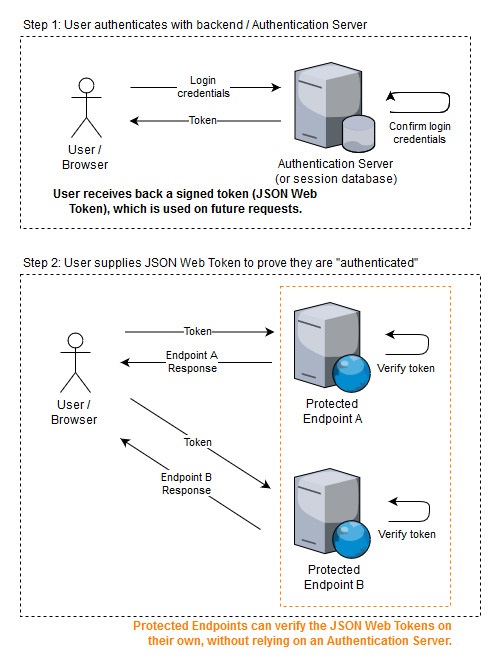 Step 1: User authenticates with backend / Authentication Server
Login
credentials
Token
User /
Browser
Confirm login
credentials
Authentication Server
(or session database)
User receives back a signed token (JSON Web
Token), which is used on future requests.
Step 2: User supplies JSON Web Token to prove they are "authenticated"
Token
Endpoint A
Response
Verify token
User /
Browser
Protected
Endpoint A
Token
Endpoint B
Response
Verify token
Protected
Endpoint B
Protected Endpoints can verify the JSON Web Tokens on
their own, without relying on an Authentication Server.